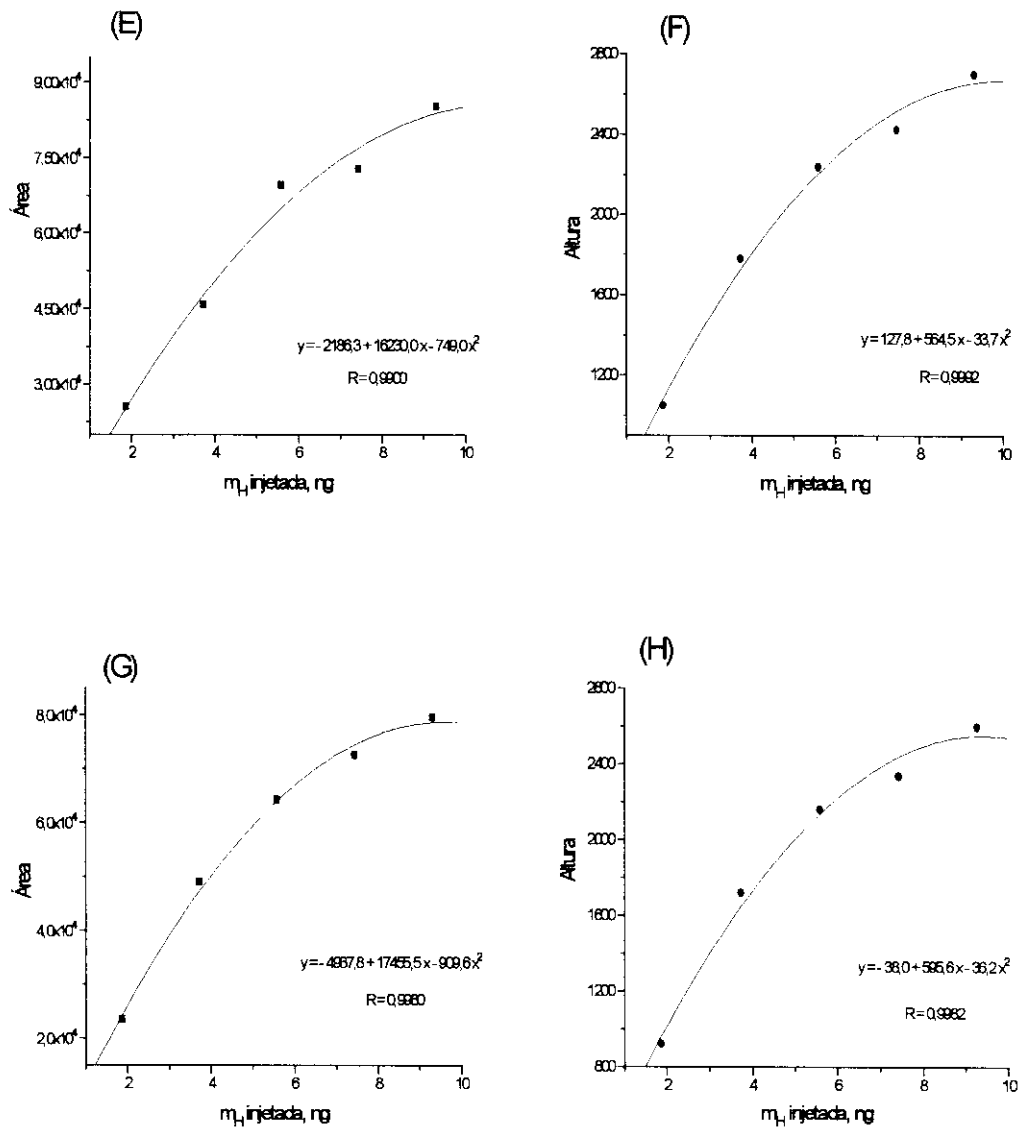 (E)
9,00x10⁴
7,50x10⁴
6,00x10⁴
4,50x10⁴
3,00x10⁴
Área
y = - 2186,3 + 16230,0x - 749,0x²
R = 0,9900
2 4 6 8 10
m_H injetada, ng
(F)
2800
2400
2000
1600
1200
Altura
y = 127,8 + 564,5x - 33,7x²
R = 0,9992
2 4 6 8 10
m_H injetada, ng
(G)
8,0x10⁴
6,0x10⁴
4,0x10⁴
2,0x10⁴
Área
y = - 4967,8 + 17455,5x - 909,6x²
R = 0,9980
2 4 6 8 10
m_H injetada, ng
(H)
2800
2400
2000
1600
1200
800
Altura
y = - 38,0 + 595,6x - 36,2x²
R = 0,9982
2 4 6 8 10
m_H injetada, ng